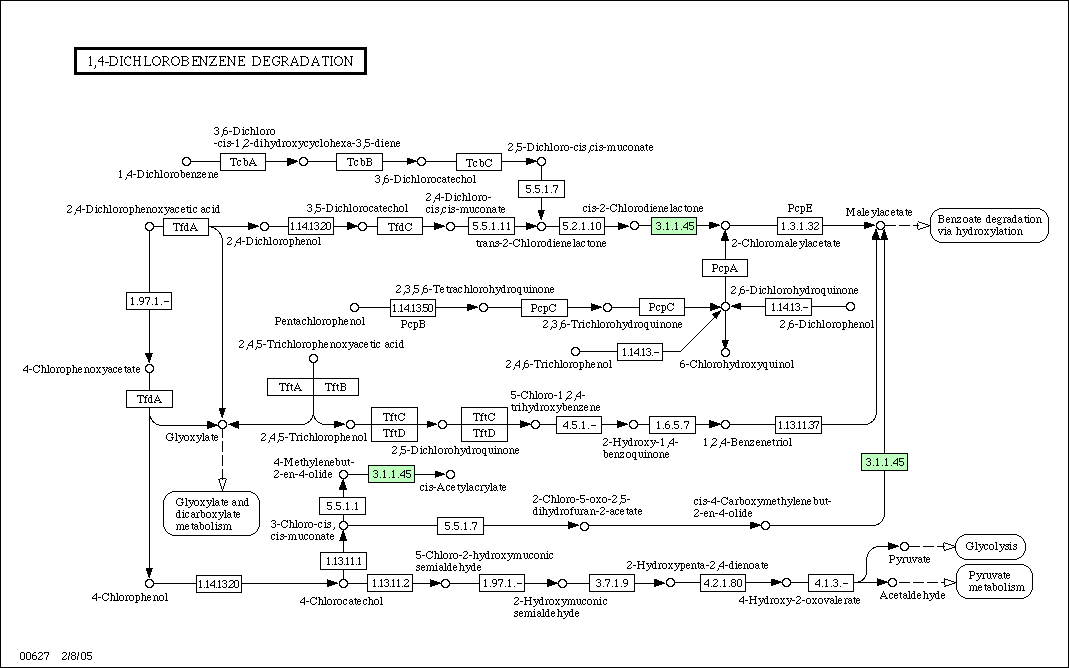 1,4-DICHLOROBENZENE DEGRADATION
3,6-Dichloro
-cis-1,2-dihydroxycyclohexa-3,5-diene
2,5-Dichloro-cis,cis-muconate
TcbA
TcbB
TcbC
1,4-Dichlorobenzene
3,6-Dichlorocatechol
5.5.1.7
2,4-Dichlorophenoxyacetic acid
3,5-Dichlorocatechol
2,4-Dichloro-
cis,cis-muconate
cis-2-Chlorodienelactone
PcpE
Maleylacetate
TfdA
1.14.13.20
TfdC
5.5.1.11
5.2.1.10
3.1.1.45
1.3.1.32
Benzoate degradation
via hydroxylation
2,4-Dichlorophenol
trans-2-Chlorodienelactone
2-Chloromaleylacetate
PcpA
1.97.1.-
2,3,5,6-Tetrachlorohydroquinone
2,6-Dichlorohydroquinone
1.14.13.50
PcpC
PcpC
1.14.13.-
Pentachlorophenol
PcpB
2,3,6-Trichlorohydroquinone
2,6-Dichlorophenol
2,4,5-Trichlorophenoxyacetic acid
1.14.13.-
2,4,6-Trichlorophenol
6-Chlorohydroxyquinol
4-Chlorophenoxyacetate
TftA
TftB
TfdA
5-Chloro-1,2,4-
trihydroxybenzene
TftC
TftD
TftC
TftD
4.5.1.-
1.6.5.7
1.13.11.37
Glyoxylate
2,4,5-Trichlorophenol
2,5-Dichlorohydroquinone
2-Hydroxy-1,4-
benzoquinone
1,2,4-Benzenetriol
4-Methylenebut-
2-en-4-olide
3.1.1.45
cis-Acetylacrylate
3.1.1.45
Glyoxylate and
dicarboxylate
metabolism
5.5.1.1
2-Chloro-5-oxo-2,5-
dihydrofuran-2-acetate
cis-4-Carboxymethylenebut-
2-en-4-olide
3-Chloro-cis,
cis-muconate
5.5.1.7
1.13.11.1
5-Chloro-2-hydroxymuconic
semialdehyde
2-Hydroxypenta-2,4-dienoate
Pyruvate
Glycolysis
1.14.13.20
1.13.11.2
1.97.1.-
3.7.1.9
4.2.1.80
4.1.3.-
Pyruvate
metabolism
4-Chlorophenol
4-Chlorocatechol
2-Hydroxymuconic
semialdehyde
4-Hydroxy-2-oxovalerate
Acetaldehyde
00627 2/8/05